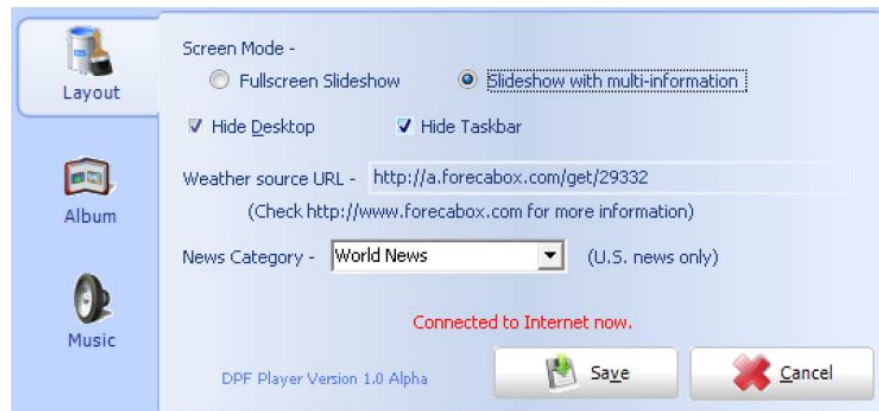 Layout
Album
Music
Screen Mode -
Fullscreen Slideshow
Slideshow with multi-information
Hide Desktop
Hide Taskbar
Weather source URL - http://a.forecabox.com/get/29332
(Check http://www.forecabox.com for more information)
News Category - World News (U.S. news only)
Connected to Internet now.
DPF Player Version 1.0 Alpha
Save
Cancel